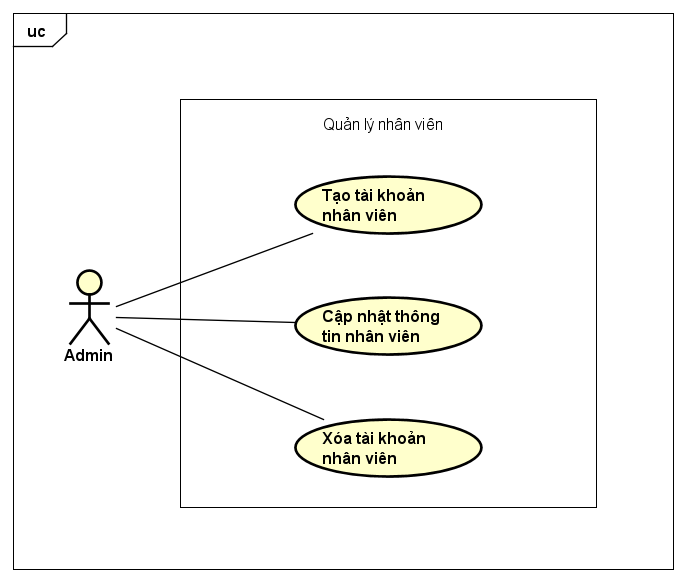 uc
Quản lý nhân viên
Tạo tài khoản
nhân viên
Cập nhật thông
tin nhân viên
Admin
Xóa tài khoản
nhân viên